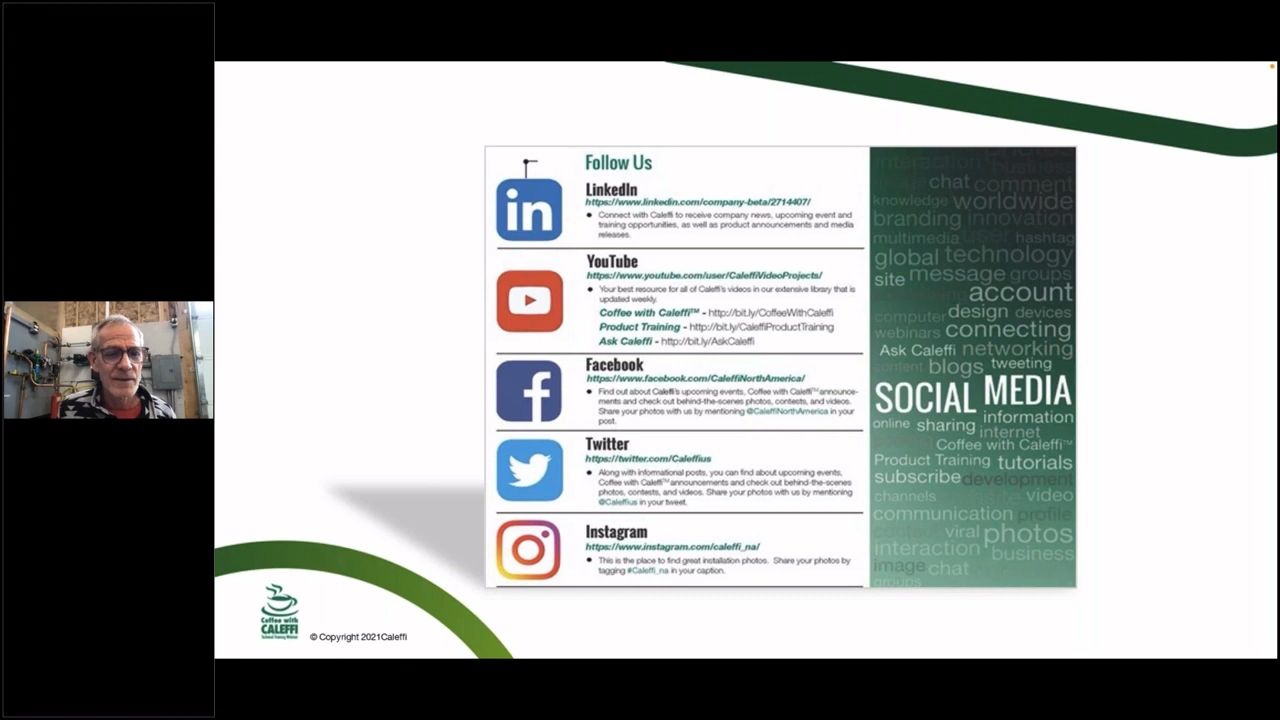 Follow Us
LinkedIn
https://www.linkedin.com/company-beta/2714407/
Connect with Caleffi to receive company news, upcoming event and
training opportunities, as well as product announcements and media
releases.
YouTube
https://www.youtube.com/user/CaleffiVideoProjects/
Your best resource for all of Caleffi's videos in our extensive library that is
updated weekly.
Coffee with Caleffi™ - http://bit.ly/CoffeeWithCaleffi
Product Training - http://bit.ly/CaleffiProductTraining
Ask Caleffi - http://bit.ly/AskCaleffi
Facebook
https://www.facebook.com/CaleffiNorthAmerica/
Find out about Caleffi's upcoming events, Coffee with Caleffi™ announce-
ments and check out behind-the-scenes photos, contests, and videos.
Share your photos with us by mentioning @CaleffiNorthAmerica in your
post.
Twitter
https://twitter.com/Caleffius
Along with informational posts, you can find about upcoming events,
Coffee with Caleffi™ announcements and check out behind-the-scenes
photos, contests, and videos. Share your photos with us by mentioning
@Caleffius in your tweet.
Instagram
https://www.instagram.com/caleffi_na/
This is the place to find great installation photos. Share your photos by
tagging #Caleffi_na in your caption.
in
f
interaction business
chat comment
knowledge worldwide
branding innovation
multimedia user hashtag
global technology
site message groups
account
computer design devices
webinars connecting
Ask Caleffi networking
content blogs tweeting
SOCIAL MEDIA
online sharing information
internet
Coffee with Caleffi™
Product Training tutorials
subscribe development
channels video
communication profile
viral photos
interaction business
image chat
groups
Coffee with
CALEFFI
© Copyright 2021Caleffi